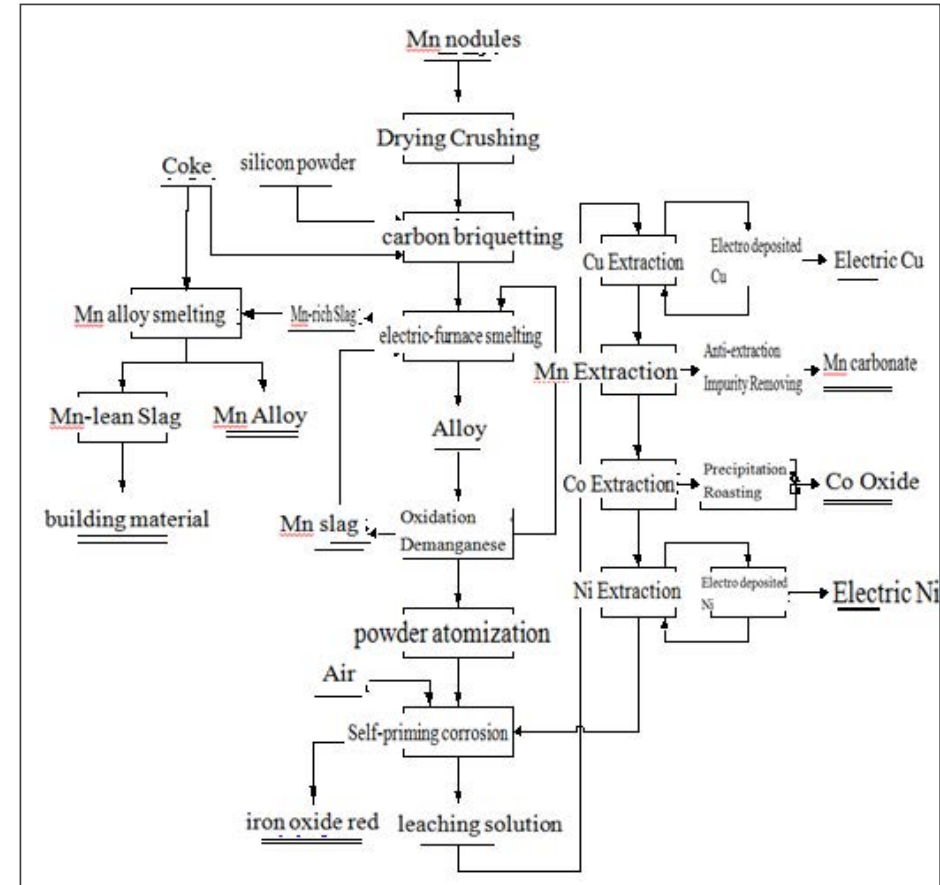 Mn nodules
Drying Crushing
Coke
silicon powder
carbon briquetting
Cu Extraction
Electro deposited
Cu
Electric Cu
Mn alloy smelting
Mn-rich Slag
electric-furnace smelting
Mn Extraction
Anti-extraction
Impurity Removing
Mn carbonate
Mn-lean Slag
Mn Alloy
Alloy
Co Extraction
Precipitation
Roasting
Co Oxide
building material
Mn slag
Oxidation
Demanganese
Ni Extraction
Electro deposited
Ni
Electric Ni
powder atomization
Air
Self-priming corrosion
iron oxide red
leaching solution